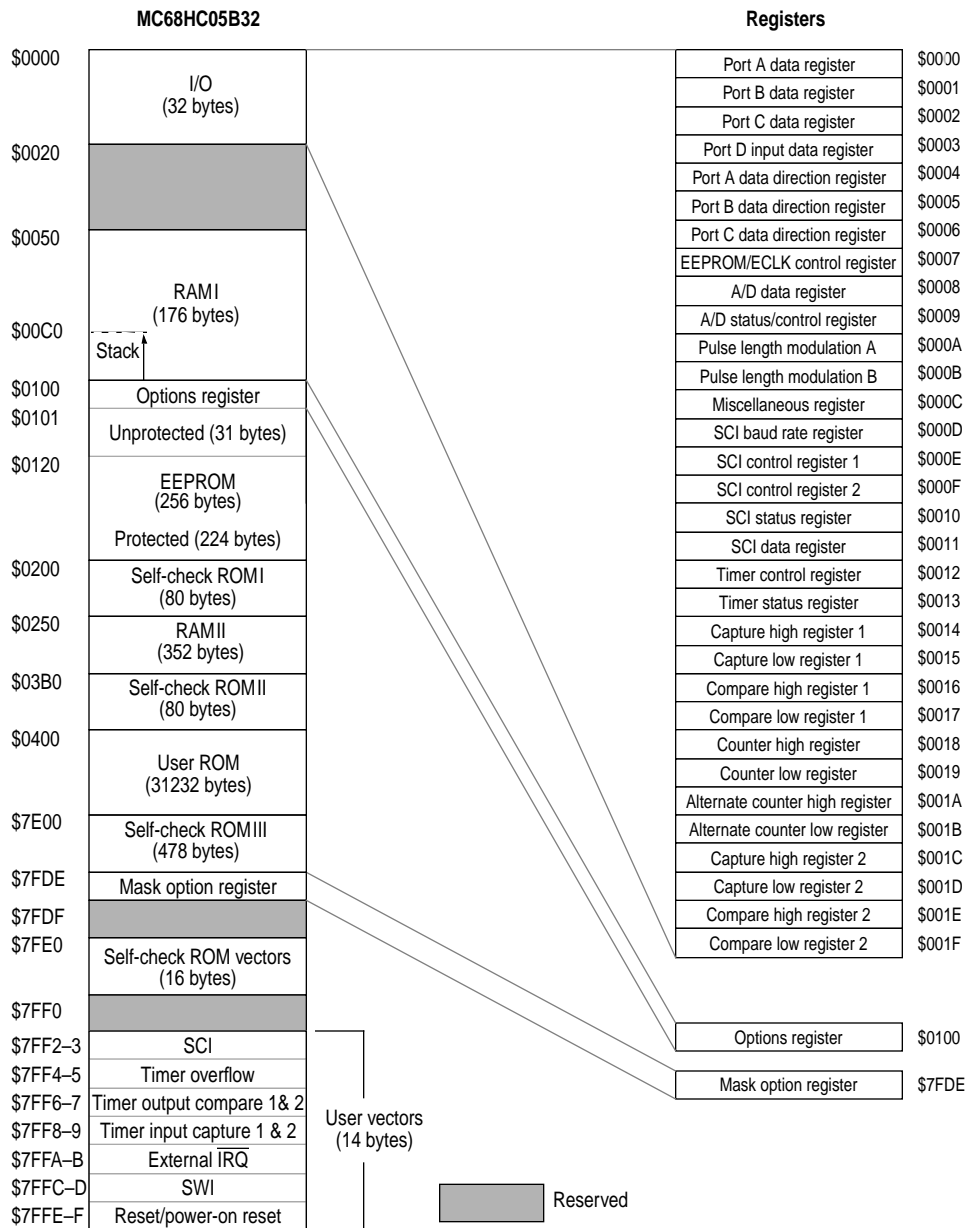 MC68HC05B32
$0000
I/O
(32 bytes)
$0020
$0050
RAMI
(176 bytes)
$00C0
Stack
$0100
Options register
$0101
Unprotected (31 bytes)
$0120
EEPROM
(256 bytes)
Protected (224 bytes)
$0200
Self-check ROMI
(80 bytes)
$0250
RAMII
(352 bytes)
$03B0
Self-check ROMII
(80 bytes)
$0400
User ROM
(31232 bytes)
$7E00
Self-check ROMIII
(478 bytes)
$7FDE
Mask option register
$7FDF
$7FE0
Self-check ROM vectors
(16 bytes)
$7FF0
$7FF2–3 SCI
$7FF4–5 Timer overflow
$7FF6–7 Timer output compare 1& 2
$7FF8–9 Timer input capture 1 & 2
$7FFA–B External IRQ
$7FFC–D SWI
$7FFE–F Reset/power-on reset
User vectors
(14 bytes)
Reserved
Registers
Port A data register $0000
Port B data register $0001
Port C data register $0002
Port D input data register $0003
Port A data direction register $0004
Port B data direction register $0005
Port C data direction register $0006
EEPROM/ECLK control register $0007
A/D data register $0008
A/D status/control register $0009
Pulse length modulation A $000A
Pulse length modulation B $000B
Miscellaneous register $000C
SCI baud rate register $000D
SCI control register 1 $000E
SCI control register 2 $000F
SCI status register $0010
SCI data register $0011
Timer control register $0012
Timer status register $0013
Capture high register 1 $0014
Capture low register 1 $0015
Compare high register 1 $0016
Compare low register 1 $0017
Counter high register $0018
Counter low register $0019
Alternate counter high register $001A
Alternate counter low register $001B
Capture high register 2 $001C
Capture low register 2 $001D
Compare high register 2 $001E
Compare low register 2 $001F
Options register $0100
Mask option register $7FDE